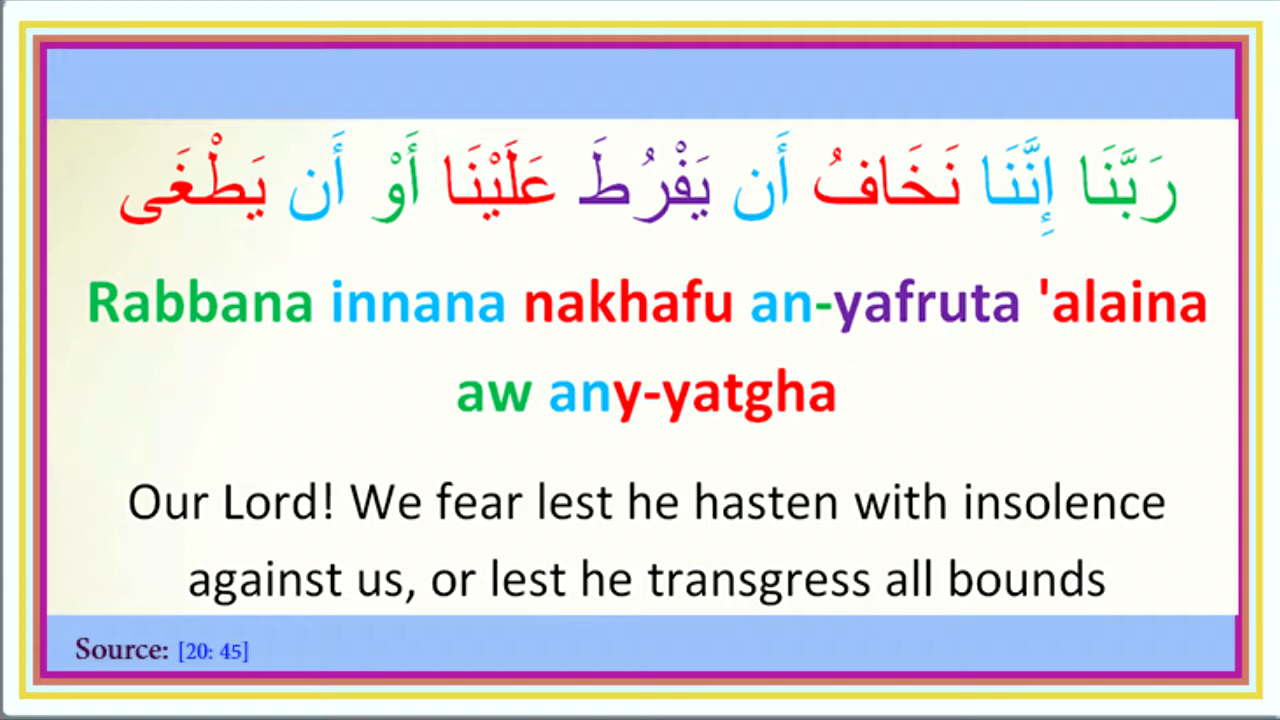 رَبَّنَا إِنَّنَا نَخَافُ أَن يَفْرُطَ عَلَيْنَا أَوْ أَن يَطْغَى
Rabbana innana nakhafu an-yafruta 'alaina
aw any-yatgha
Our Lord! We fear lest he hasten with insolence
against us, or lest he transgress all bounds
Source: [20: 45]